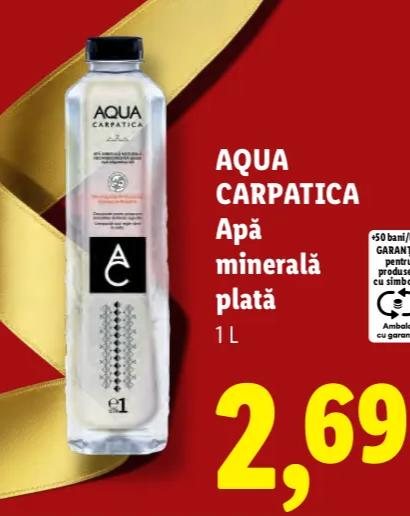 AQUA
CARPATICA
AC
e1
AQUA
CARPATICA
Apă
minerală
plată
1 L
+50 bani/
GARANȚ
pentru
produse
cu simbo
Ambala
cu garan
2,69